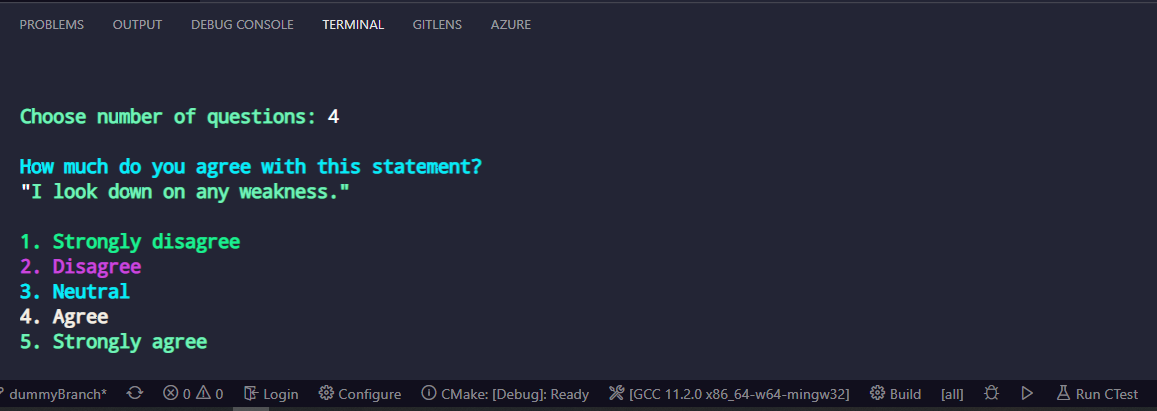 PROBLEMS OUTPUT DEBUG CONSOLE TERMINAL GITLENS AZURE
Choose number of questions: 4
How much do you agree with this statement?
"I look down on any weakness."
1. Strongly disagree
2. Disagree
3. Neutral
4. Agree
5. Strongly agree
dummyBranch* 0 0 Login Configure CMake: [Debug]: Ready [GCC 11.2.0 x86_64-w64-mingw32] Build [all] Run CTest